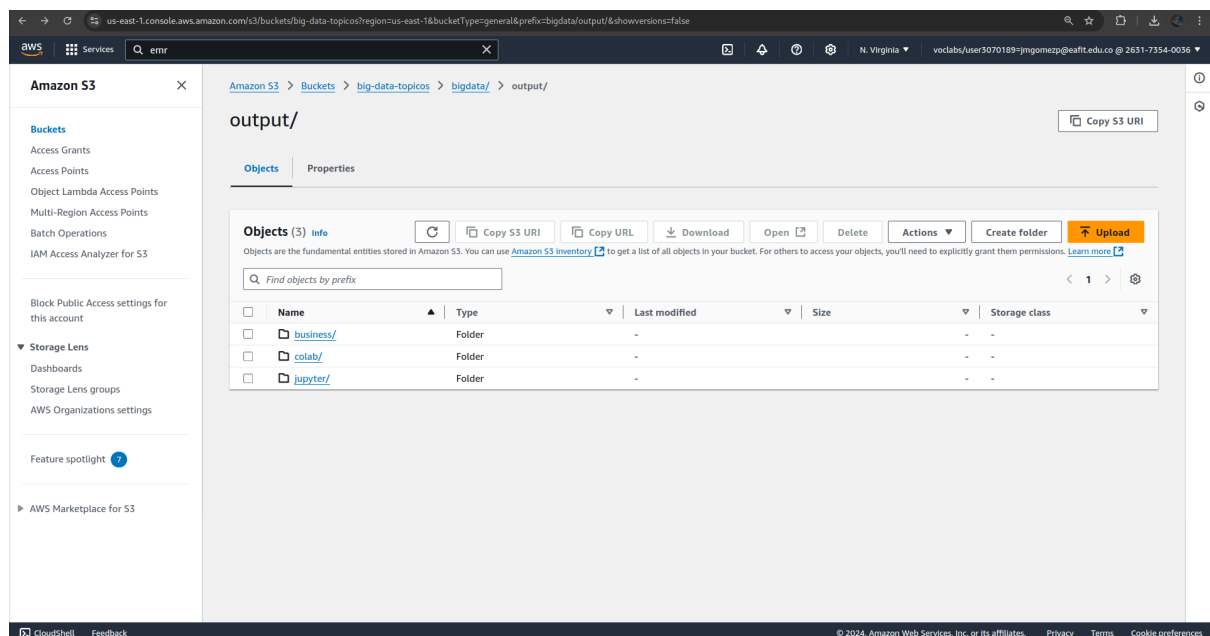 us-east-1.console.aws.amazon.com/s3/buckets/big-data-topicos?region=us-east-1&bucketType=general&prefix=bigdata/output/&showversions=false
aws Services emr N. Virginia voclabs/user3070189=jmgomezp@eafit.edu.co @ 2631-7354-0036
Amazon S3
Buckets
Access Grants
Access Points
Object Lambda Access Points
Multi-Region Access Points
Batch Operations
IAM Access Analyzer for S3
Block Public Access settings for
this account
Storage Lens
Dashboards
Storage Lens groups
AWS Organizations settings
Feature spotlight 7
AWS Marketplace for S3
Amazon S3 > Buckets > big-data-topicos > bigdata/ > output/
output/
Copy S3 URI
Objects Properties
Objects (3) Info
Copy S3 URI Copy URL Download Open Delete Actions Create folder Upload
Objects are the fundamental entities stored in Amazon S3. You can use Amazon S3 inventory to get a list of all objects in your bucket. For others to access your objects, you'll need to explicitly grant them permissions. Learn more
Find objects by prefix
< 1 >
Name Type Last modified Size Storage class
business/ Folder - - -
colab/ Folder - - -
jupyter/ Folder - - -
CloudShell Feedback © 2024, Amazon Web Services, Inc. or its affiliates. Privacy Terms Cookie preferences